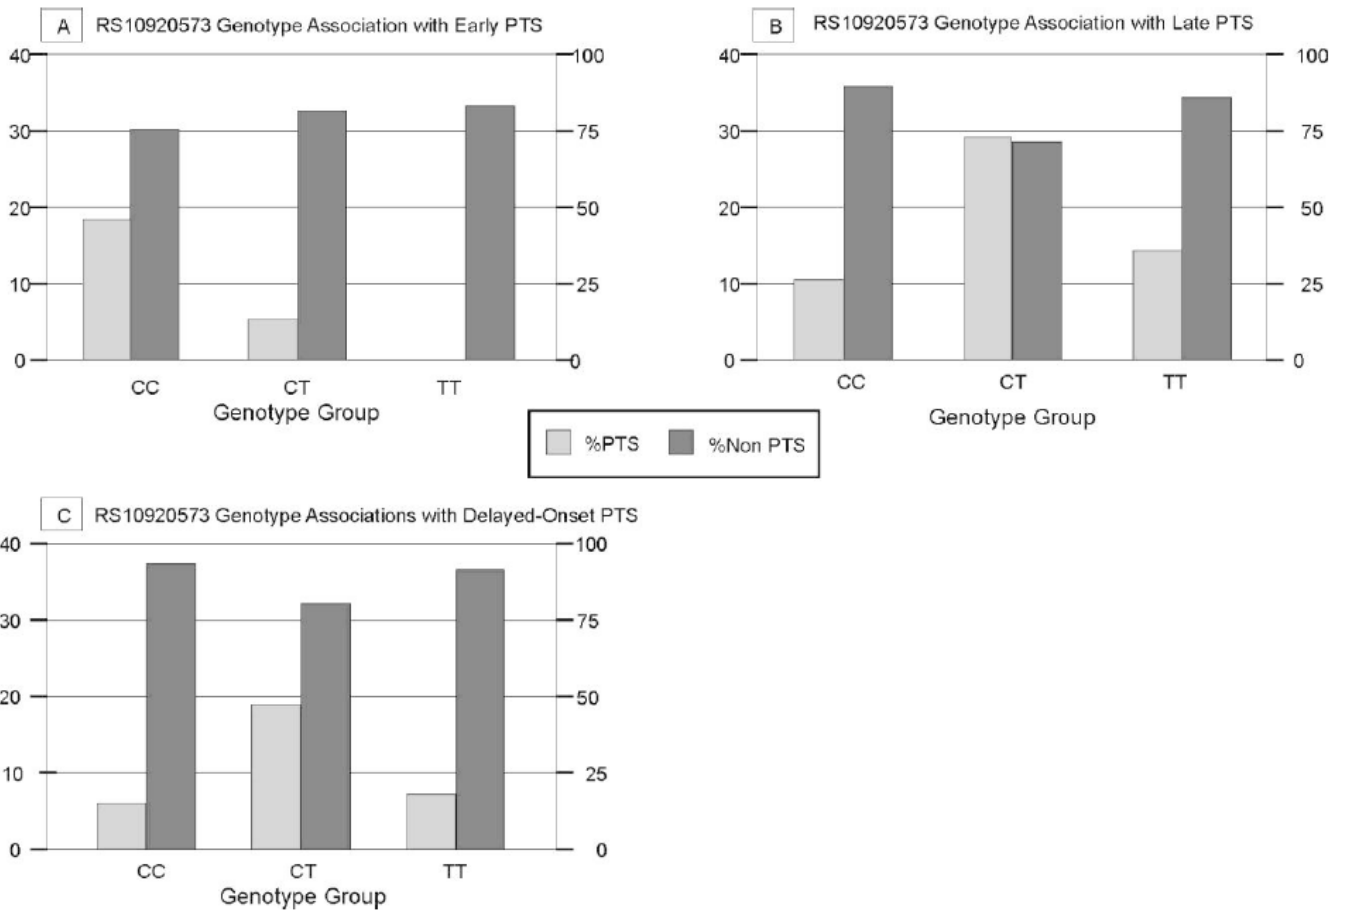 A RS10920573 Genotype Association with Early PTS
40 100
30 75
20 50
10 25
0 0
CC CT TT
Genotype Group
B RS10920573 Genotype Association with Late PTS
40 100
30 75
20 50
10 25
0 0
CC CT TT
Genotype Group
%PTS %Non PTS
C RS10920573 Genotype Associations with Delayed-Onset PTS
40 100
30 75
20 50
10 25
0 0
CC CT TT
Genotype Group